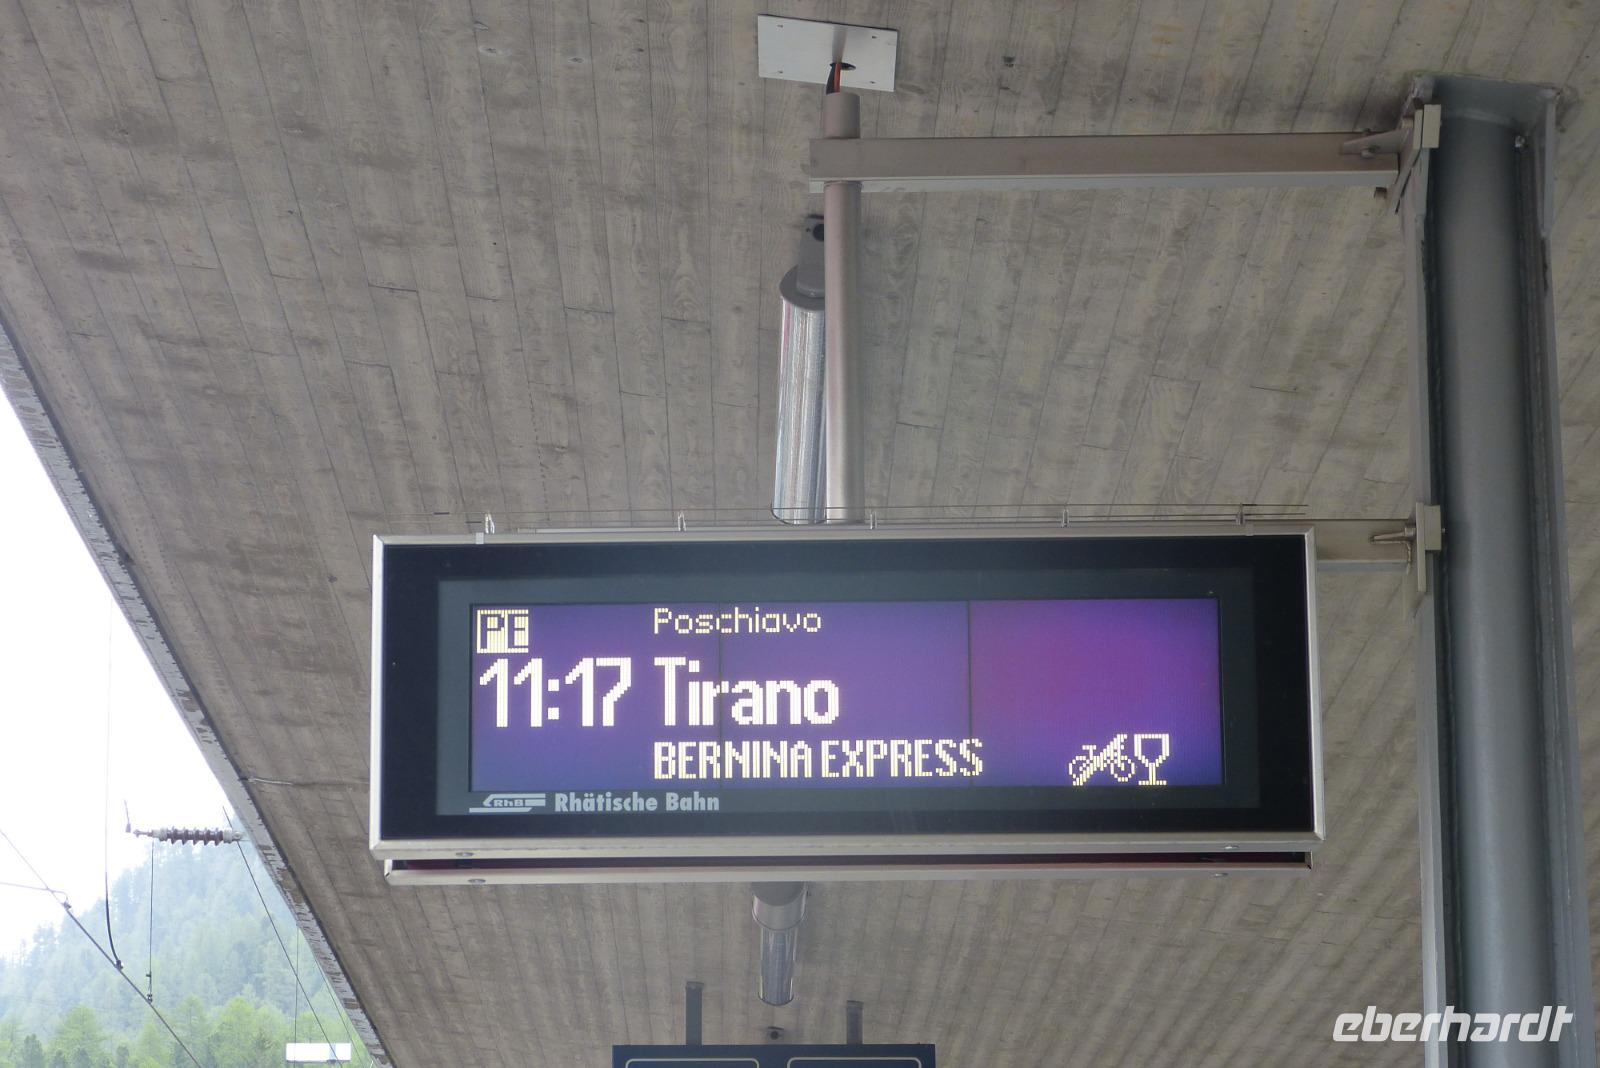 PE
Poschiavo
11:17 Tirano
BERNINA EXPRESS
RhB Rhätische Bahn
eberhardt